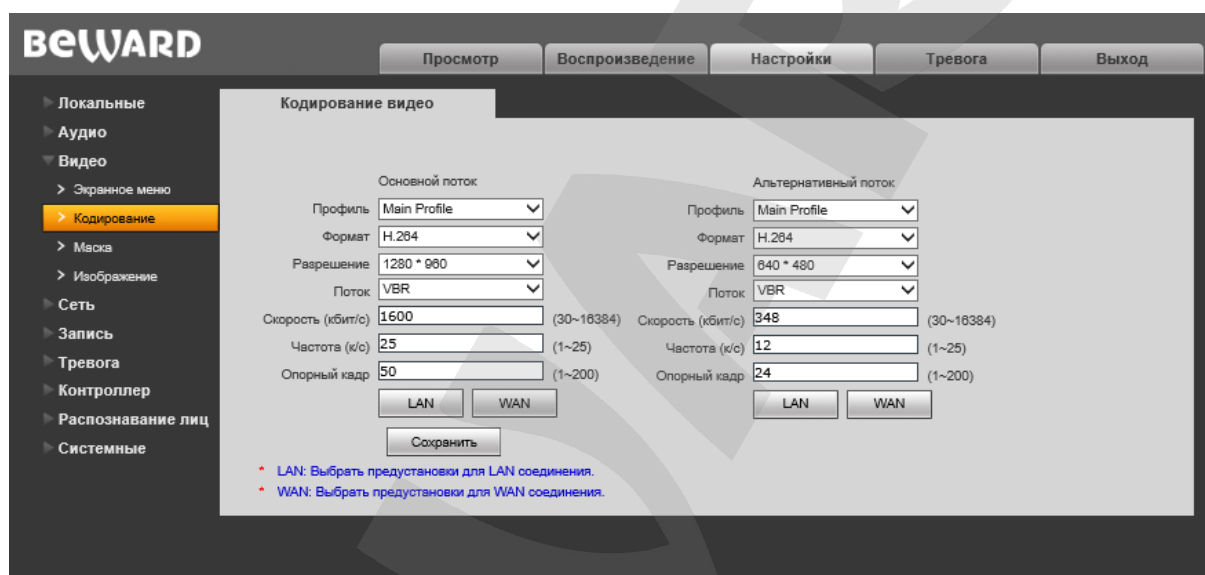 BEWARD
Просмотр Воспроизведение Настройки Тревога Выход
Локальные
Аудио
Видео
Экранное меню
Кодирование
Маска
Изображение
Сеть
Запись
Тревога
Контроллер
Распознавание лиц
Системные
Кодирование видео
Основной поток
Профиль Main Profile
Формат H.264
Разрешение 1280 * 960
Поток VBR
Скорость (кбит/с) 1600 (30~16384)
Частота (к/с) 25 (1~25)
Опорный кадр 50 (1~200)
LAN WAN
Альтернативный поток
Профиль Main Profile
Формат H.264
Разрешение 640 * 480
Поток VBR
Скорость (кбит/с) 348 (30~16384)
Частота (к/с) 12 (1~25)
Опорный кадр 24 (1~200)
LAN WAN
Сохранить
* LAN: Выбрать предустановки для LAN соединения.
* WAN: Выбрать предустановки для WAN соединения.